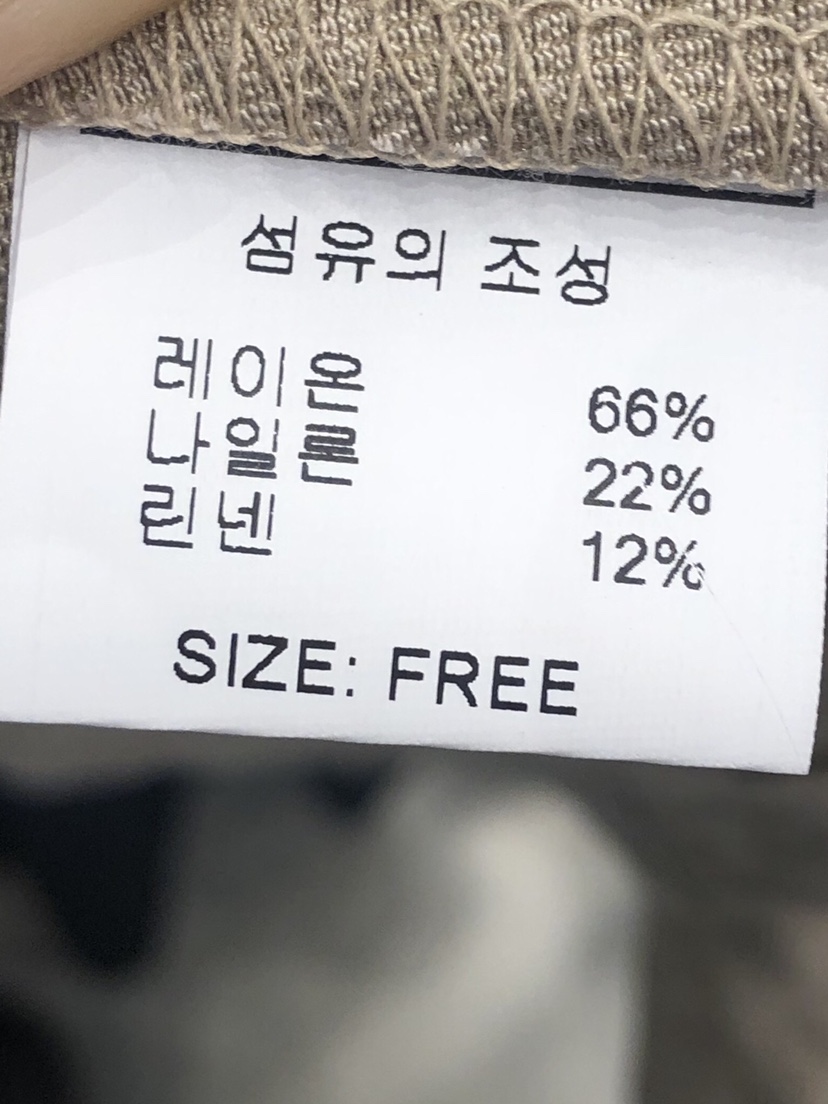 섬유의 조성
레이온 66%
나일론 22%
린넨 12%
SIZE: FREE